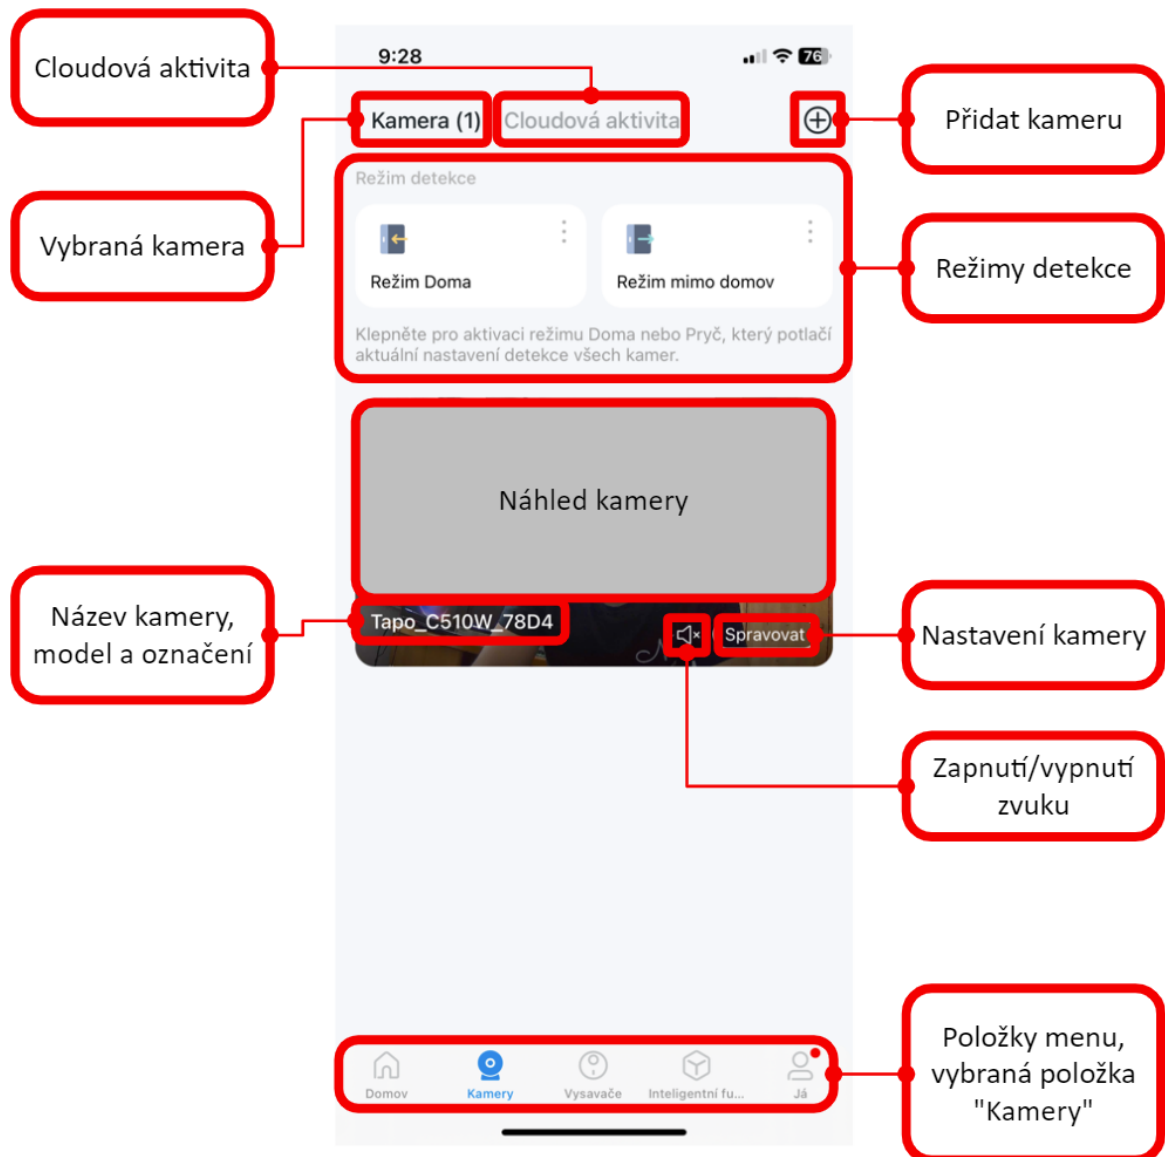 Cloudová aktivita
9:28
76
Kamera (1)
Cloudová aktivita
Přidat kameru
Režim detekce
Vybraná kamera
Režim Doma
Režim mimo domov
Režimy detekce
Klepněte pro aktivaci režimu Doma nebo Pryč, který potlačí
aktuální nastavení detekce všech kamer.
Náhled kamery
Název kamery,
model a označení
Tapo_C510W_78D4
Spravovat
Nastavení kamery
Zapnutí/vypnutí
zvuku
Položky menu,
vybraná položka
"Kamery"
Domov
Kamery
Vysavače
Inteligentní fu...
Já